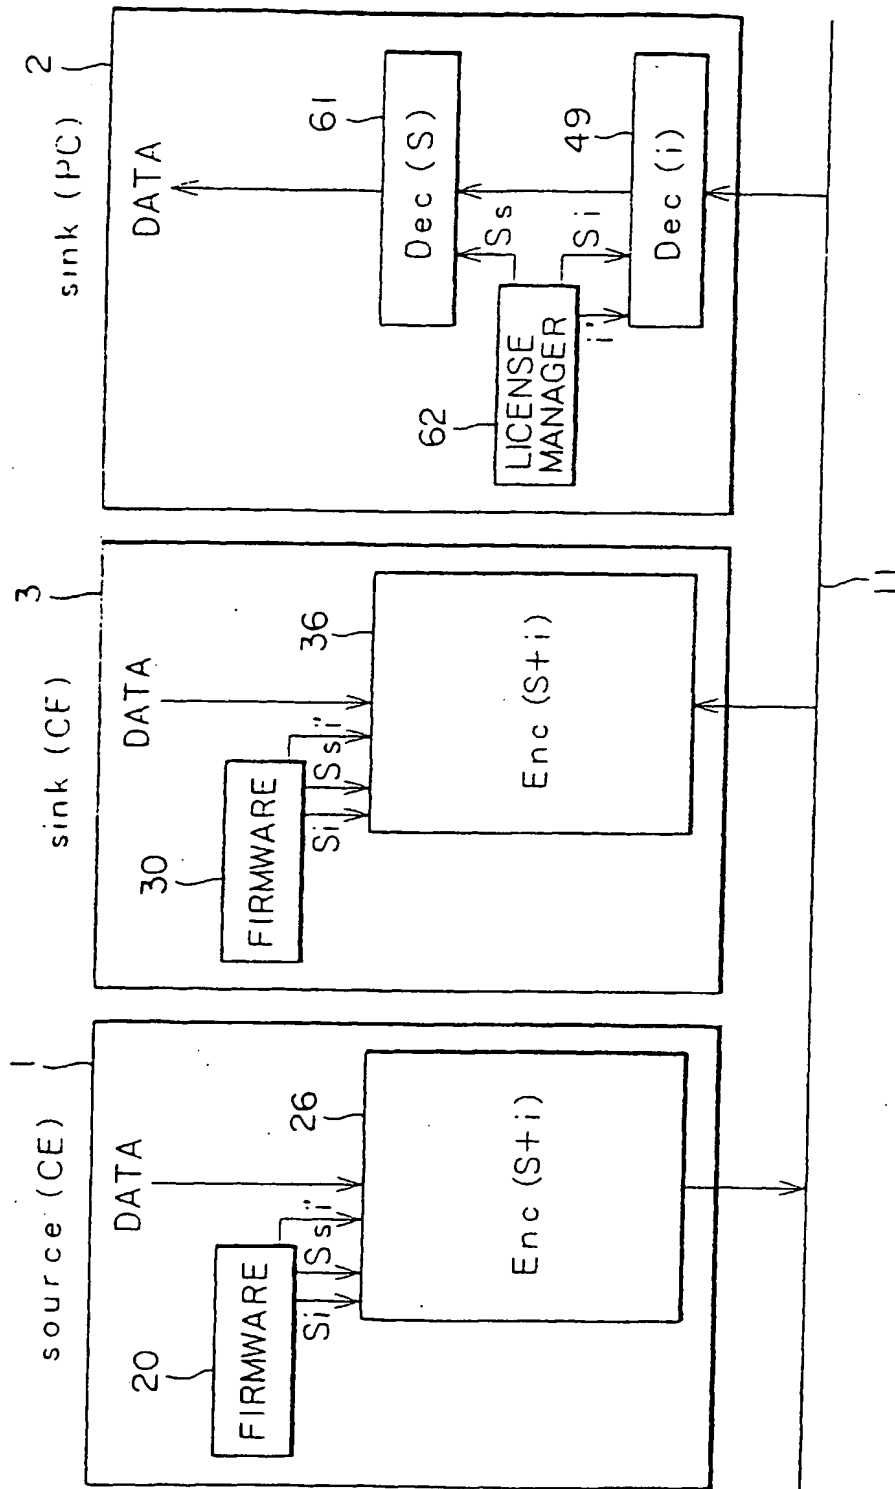 source (CE)
1
DATA
20
FIRMWARE
Si
Ss
i'
26
Enc (S+i)
sink (CE)
3
DATA
30
FIRMWARE
Si
Ss
i'
36
Enc (S+i)
sink (PC)
2
DATA
61
Dec (S)
Ss
62
LICENSE
MANAGER
Si
i'
49
Dec (i)
11